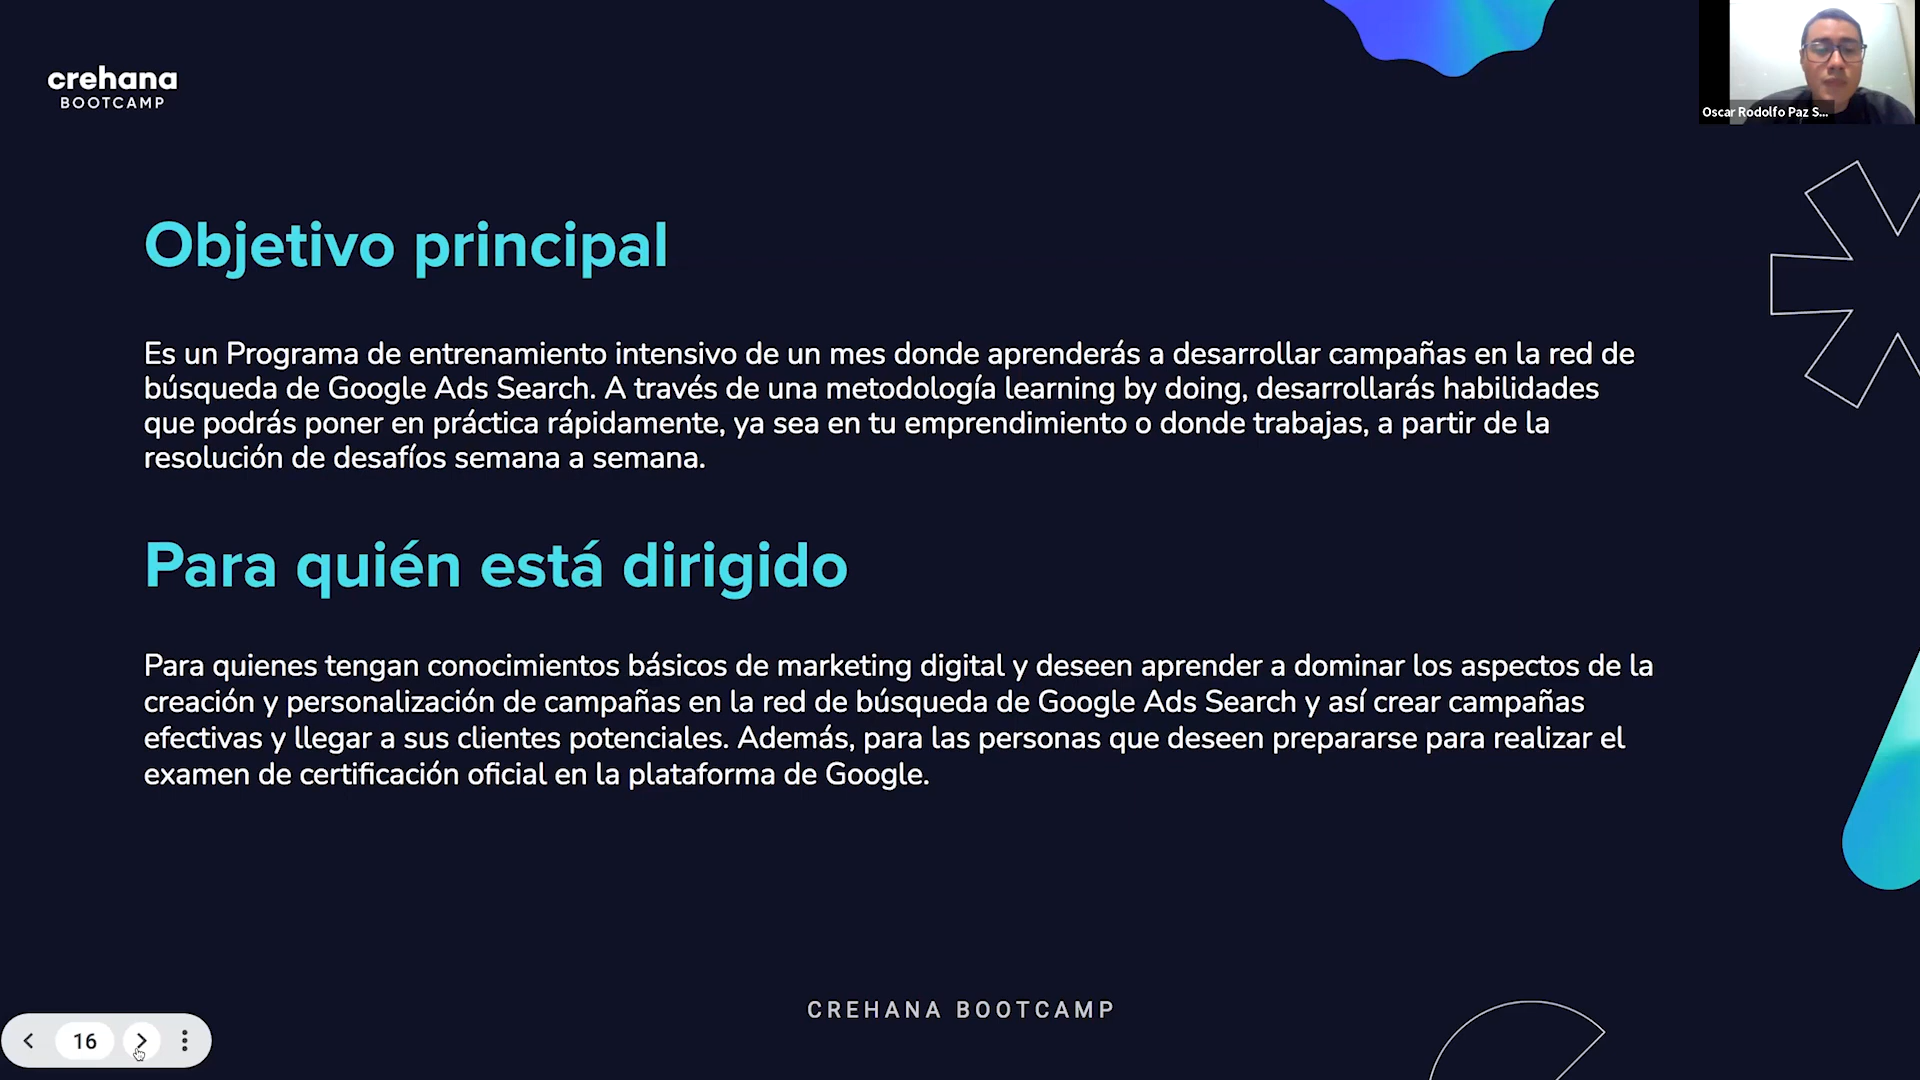 crehana
BOOTCAMP
Oscar Rodolfo Paz S...
Objetivo principal
Es un Programa de entrenamiento intensivo de un mes donde aprenderás a desarrollar campañas en la red de
búsqueda de Google Ads Search. A través de una metodología learning by doing, desarrollarás habilidades
que podrás poner en práctica rápidamente, ya sea en tu emprendimiento o donde trabajas, a partir de la
resolución de desafíos semana a semana.
Para quién está dirigido
Para quienes tengan conocimientos básicos de marketing digital y deseen aprender a dominar los aspectos de la
creación y personalización de campañas en la red de búsqueda de Google Ads Search y así crear campañas
efectivas y llegar a sus clientes potenciales. Además, para las personas que deseen prepararse para realizar el
examen de certificación oficial en la plataforma de Google.
CREHANA BOOTCAMP
16